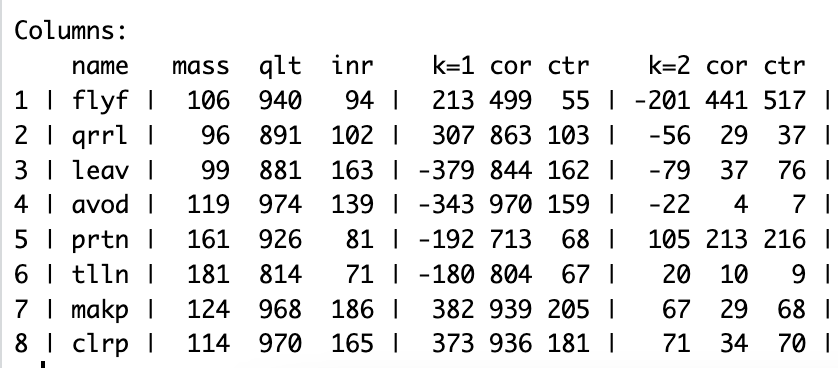 Columns:
    name   mass  qlt  inr    k=1 cor ctr    k=2 cor ctr
1 | flyf |  106  940   94 |  213 499  55 | -201 441 517 |
2 | qrrl |   96  891  102 |  307 863 103 |  -56  29  37 |
3 | leav |   99  881  163 | -379 844 162 |  -79  37  76 |
4 | avod |  119  974  139 | -343 970 159 |  -22   4   7 |
5 | prtn |  161  926   81 | -192 713  68 |  105 213 216 |
6 | tlln |  181  814   71 | -180 804  67 |   20  10   9 |
7 | makp |  124  968  186 |  382 939 205 |   67  29  68 |
8 | clrp |  114  970  165 |  373 936 181 |   71  34  70 |